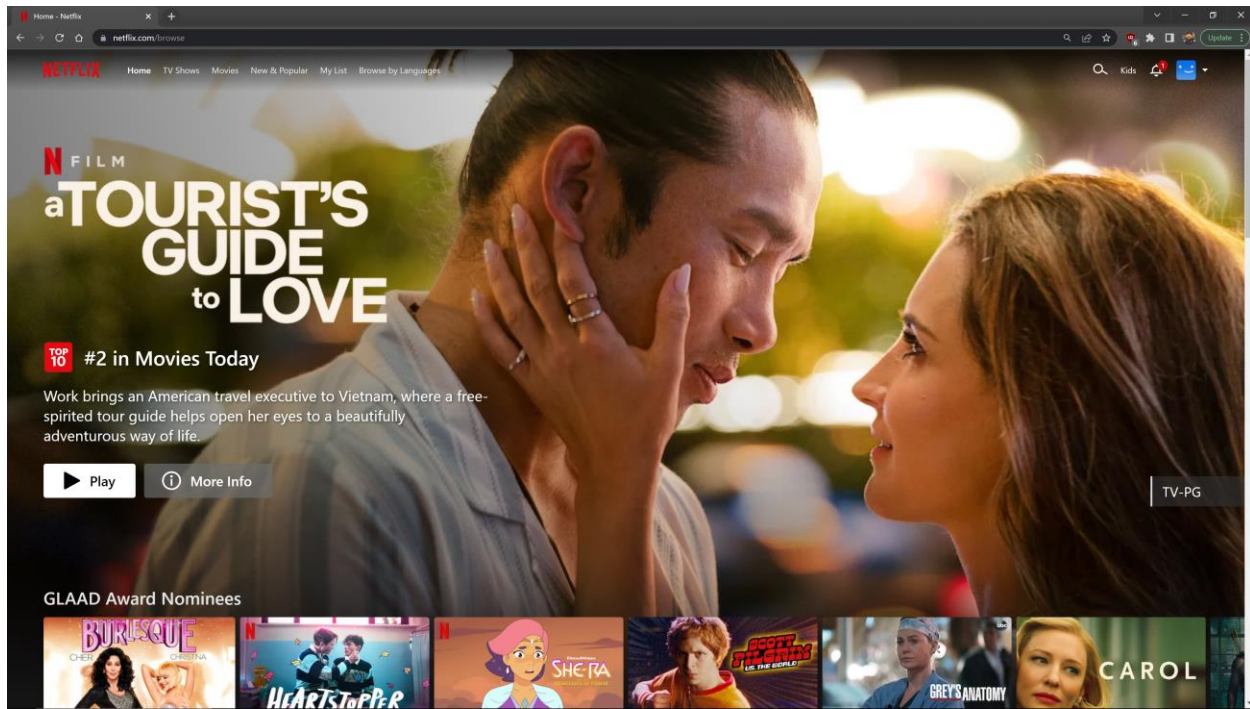 Home - Netflix
netflix.com/browse
Update
NETFLIX Home TV Shows Movies New & Popular My List Browse by Languages
Kids
1
N FILM
a TOURIST'S
GUIDE
to LOVE
TOP
10
#2 in Movies Today
Work brings an American travel executive to Vietnam, where a free-
spirited tour guide helps open her eyes to a beautifully
adventurous way of life.
Play
More Info
TV-PG
GLAAD Award Nominees
BURLESQUE
CHER CHRISTINA
N
HEARTSTOPPER
N
SHE-RA
SCOTT
PILGRIM
VS. THE WORLD
abc
GREY'S ANATOMY
CAROL